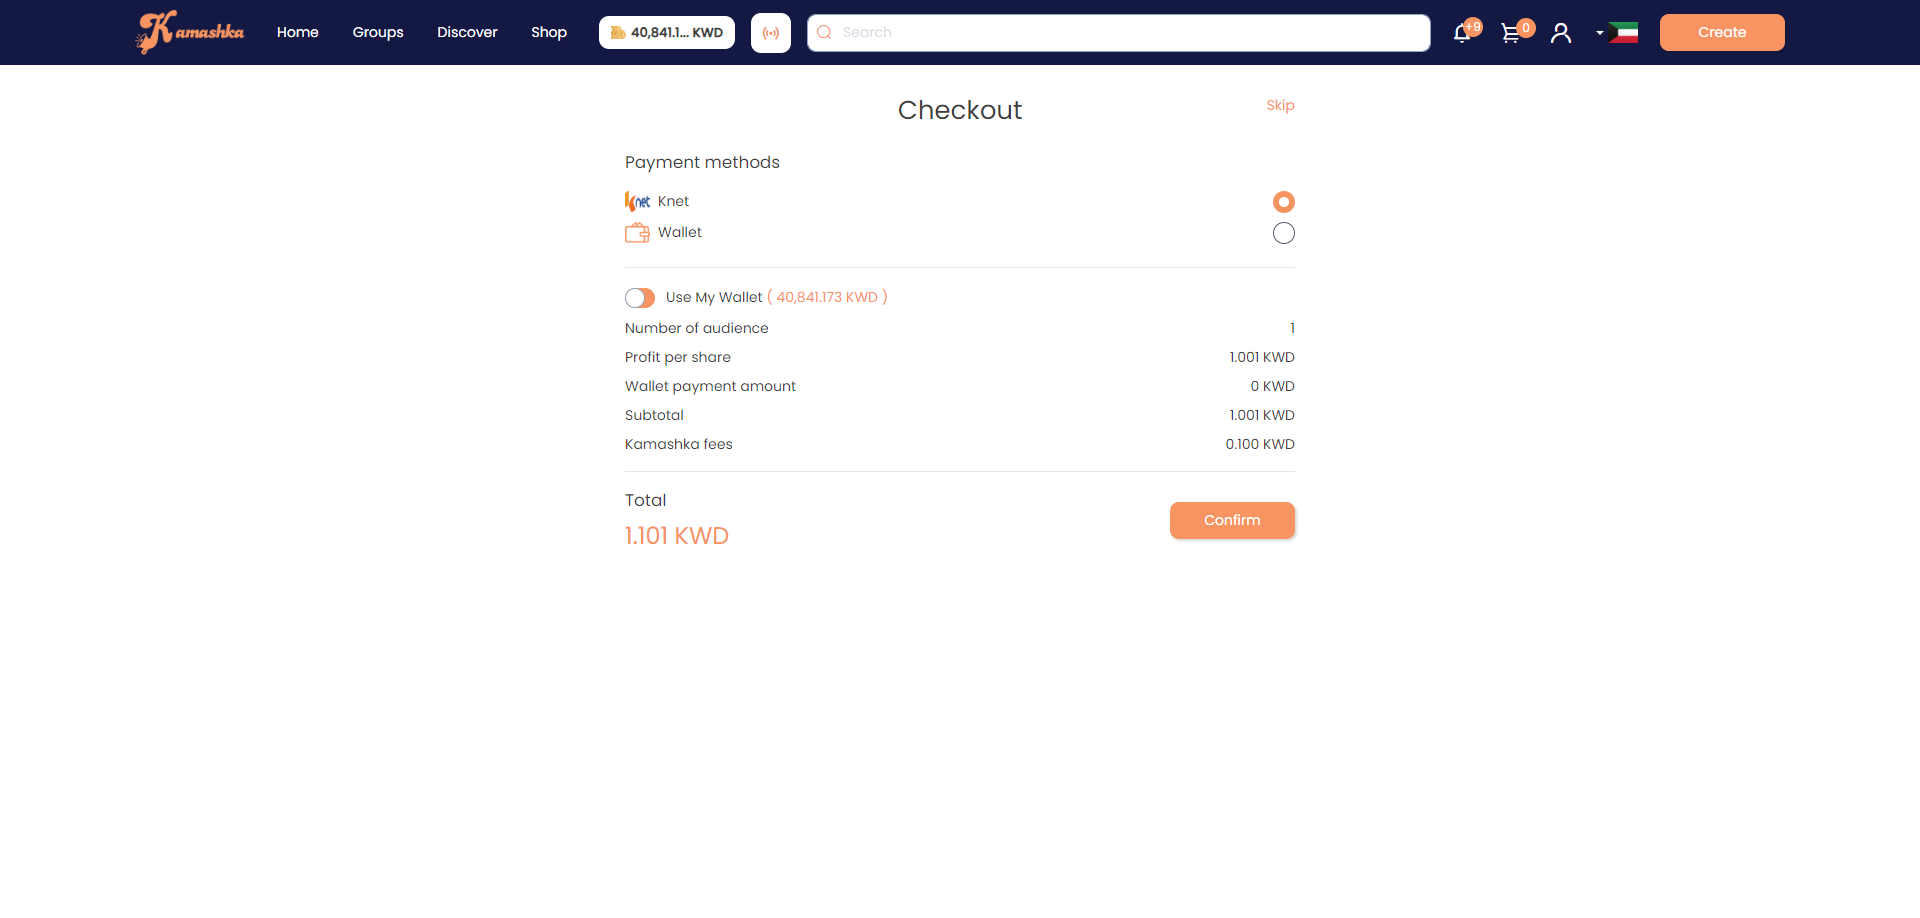 Kamashka Home Groups Discover Shop 40,841.1... KWD Search +9 0 Create
Checkout
Skip
Payment methods
Knet Knet
Wallet
Use My Wallet ( 40,841.173 KWD )
Number of audience 1
Profit per share 1.001 KWD
Wallet payment amount 0 KWD
Subtotal 1.001 KWD
Kamashka fees 0.100 KWD
Total
1.101 KWD
Confirm